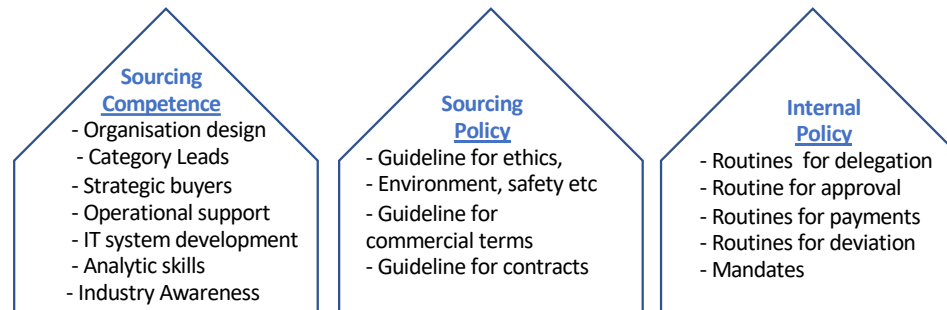 Sourcing
Competence
- Organisation design
- Category Leads
- Strategic buyers
- Operational support
- IT system development
- Analytic skills
- Industry Awareness
Sourcing
Policy
- Guideline for ethics,
- Environment, safety etc
- Guideline for
commercial terms
- Guideline for contracts
Internal
Policy
- Routines for delegation
- Routine for approval
- Routines for payments
- Routines for deviation
- Mandates